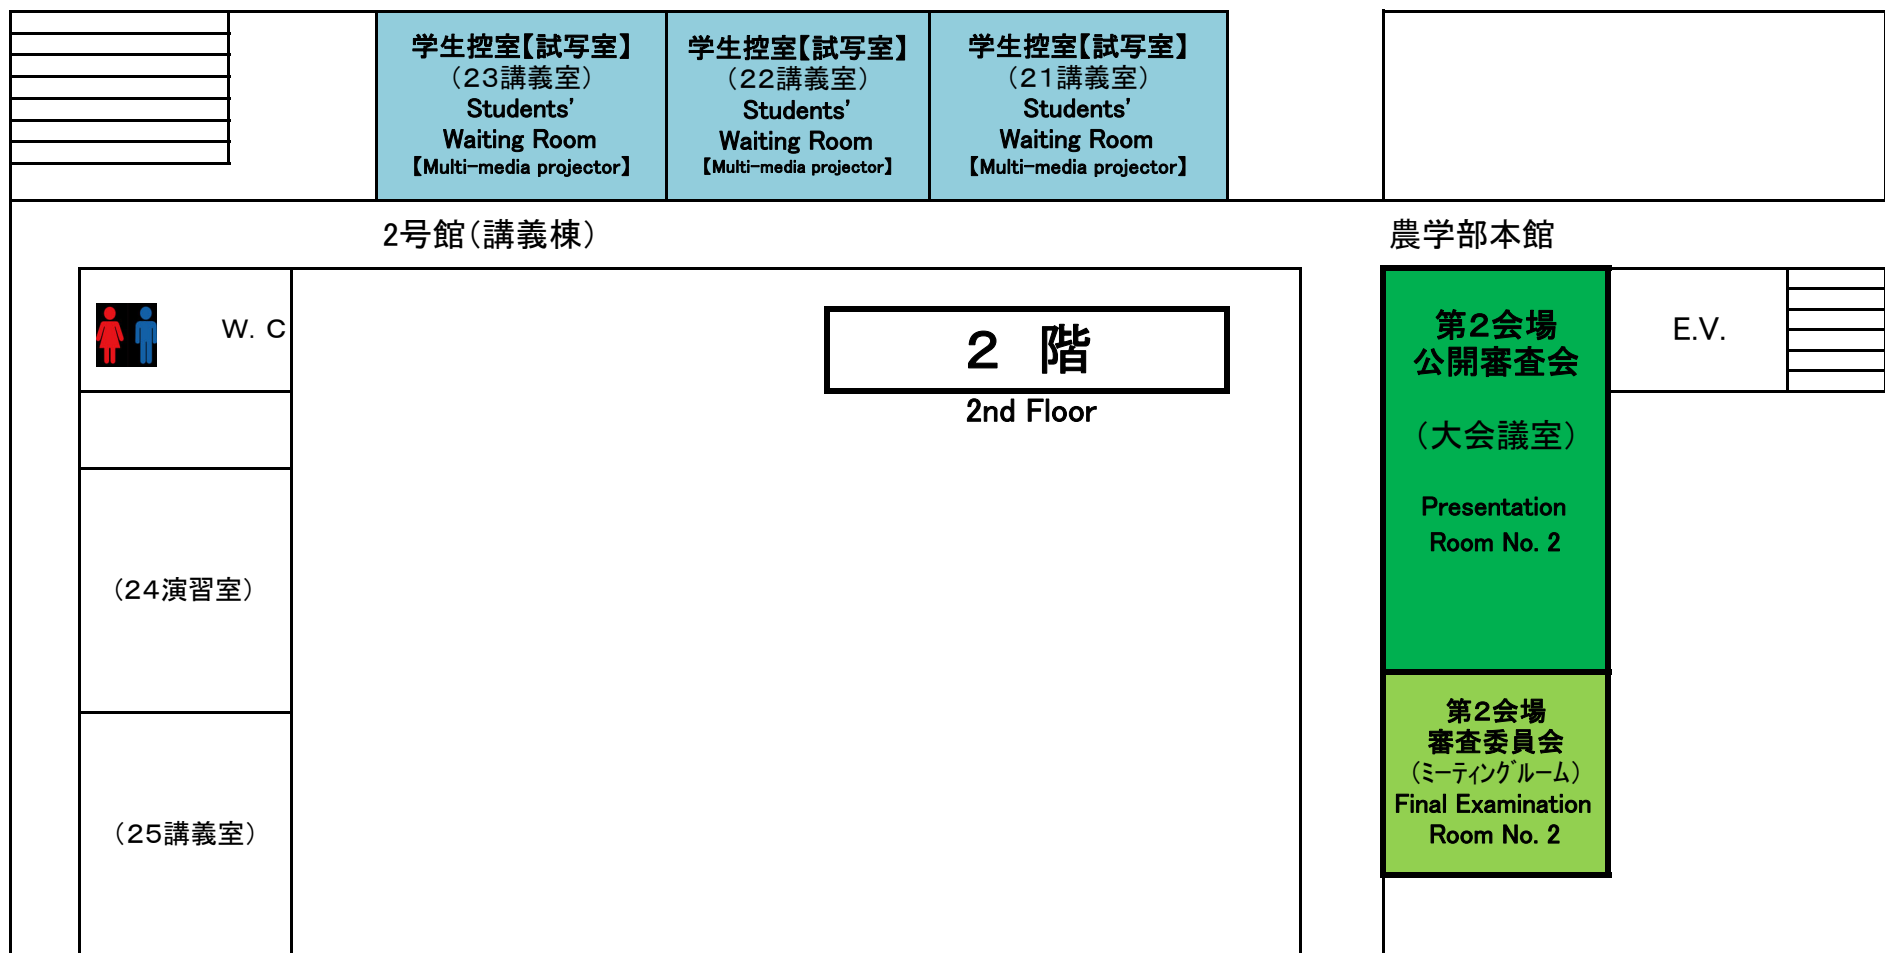 学生控室【試写室】
（23講義室）
Students'
Waiting Room
【Multi-media projector】
学生控室【試写室】
（22講義室）
Students'
Waiting Room
【Multi-media projector】
学生控室【試写室】
（21講義室）
Students'
Waiting Room
【Multi-media projector】
2号館（講義棟）
農学部本館
W. C
２ 階
2nd Floor
第2会場
公開審査会
（大会議室）
Presentation
Room No. 2
E.V.
（24演習室）
第2会場
審査委員会
（ﾐｰﾃｨﾝｸﾞﾙｰﾑ）
Final Examination
Room No. 2
（25講義室）